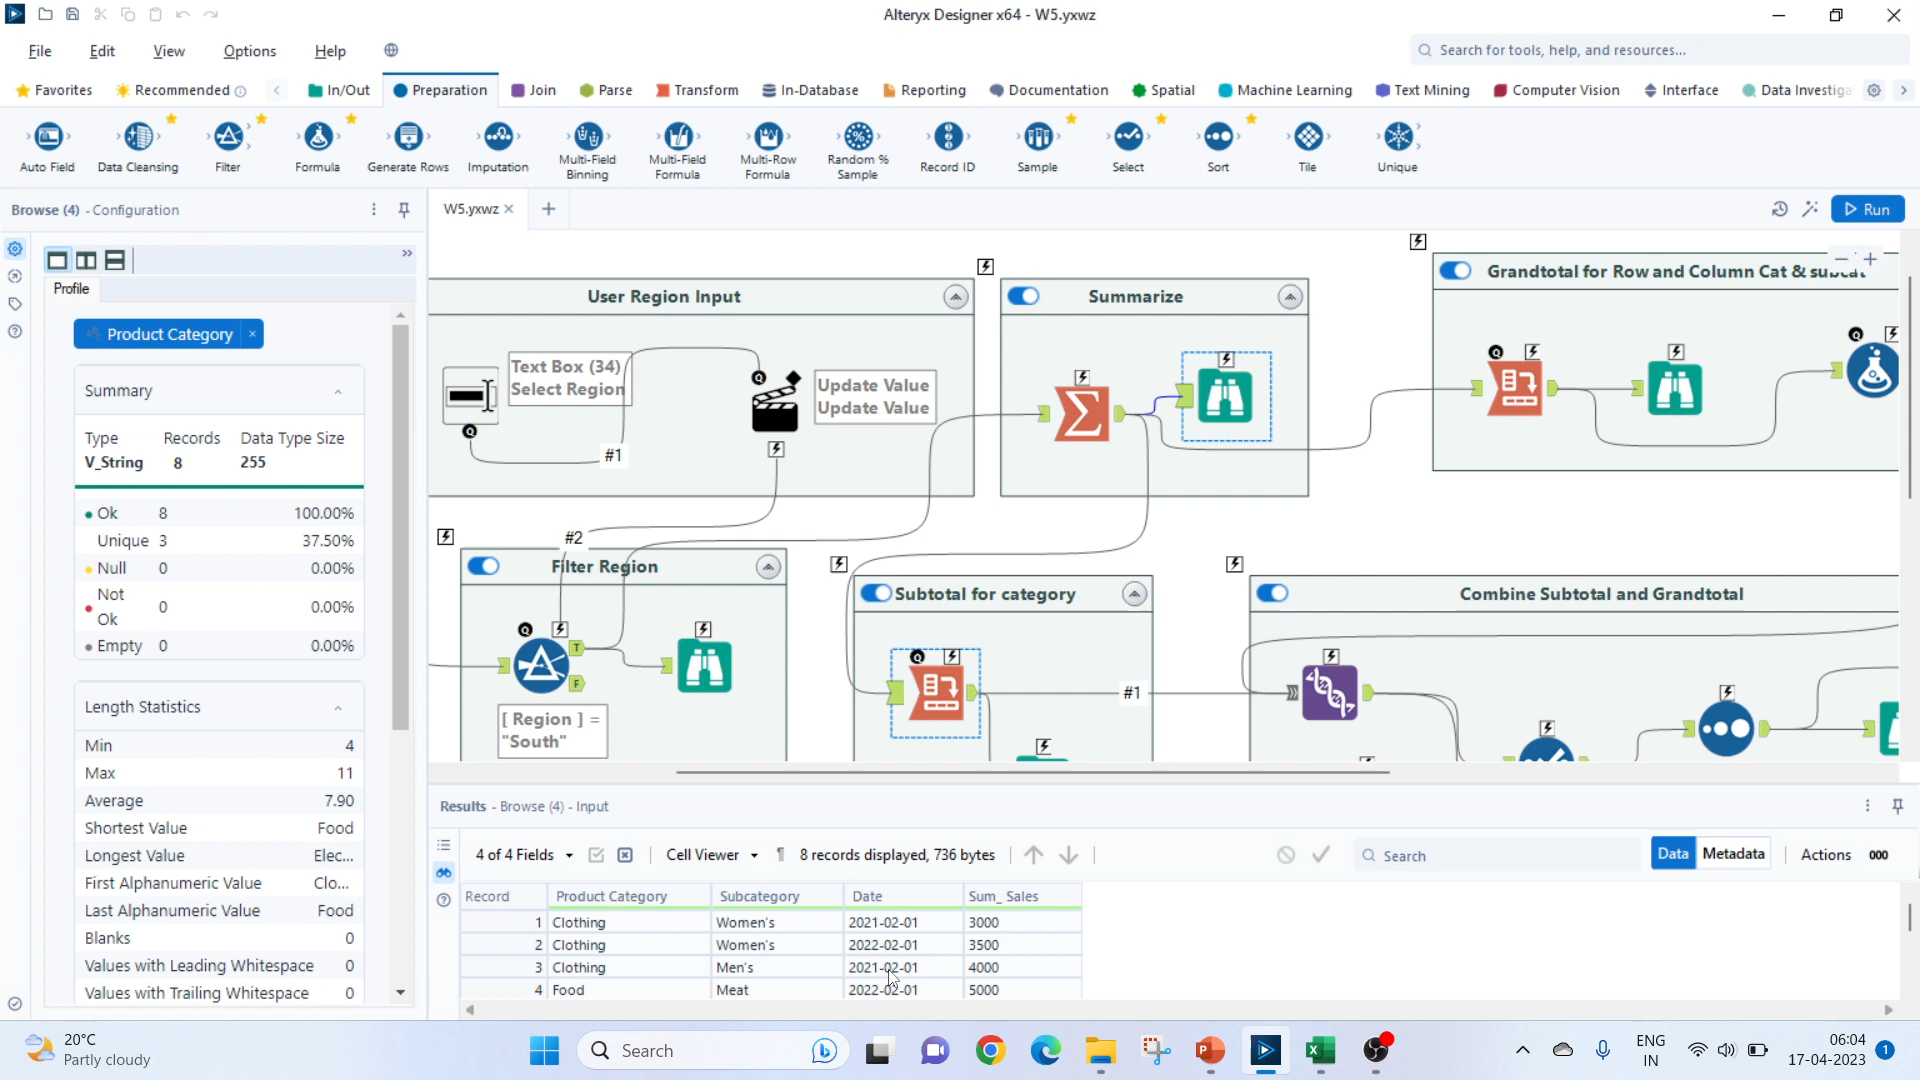 Alteryx Designer x64 - W5.yxwz
File Edit View Options Help
Search for tools, help, and resources...
Favorites Recommended In/Out Preparation Join Parse Transform In-Database Reporting Documentation Spatial Machine Learning Text Mining Computer Vision Interface Data Investiga
Auto Field Data Cleansing Filter Formula Generate Rows Imputation Multi-Field Binning Multi-Field Formula Multi-Row Formula Random % Sample Record ID Sample Select Sort Tile Unique
Browse (4) - Configuration
W5.yxwz
Run
Profile
Product Category
Summary
Type Records Data Type Size
V_String 8 255
Ok 8 100.00%
Unique 3 37.50%
Null 0 0.00%
Not Ok 0 0.00%
Empty 0 0.00%
Length Statistics
Min 4
Max 11
Average 7.90
Shortest Value Food
Longest Value Elec...
First Alphanumeric Value Clo...
Last Alphanumeric Value Food
Blanks 0
Values with Leading Whitespace 0
Values with Trailing Whitespace 0
User Region Input
Text Box (34)
Select Region
Update Value
Update Value
#1
#2
Summarize
Grandtotal for Row and Column Cat & subcat
Filter Region
T
F
[ Region ] =
"South"
Subtotal for category
#1
Combine Subtotal and Grandtotal
Results - Browse (4) - Input
4 of 4 Fields Cell Viewer 8 records displayed, 736 bytes Search Data Metadata Actions 000
Record Product Category Subcategory Date Sum_ Sales
1 Clothing Women's 2021-02-01 3000
2 Clothing Women's 2022-02-01 3500
3 Clothing Men's 2021-02-01 4000
4 Food Meat 2022-02-01 5000
20°C
Partly cloudy
Search
ENG
IN
06:04
17-04-2023
1